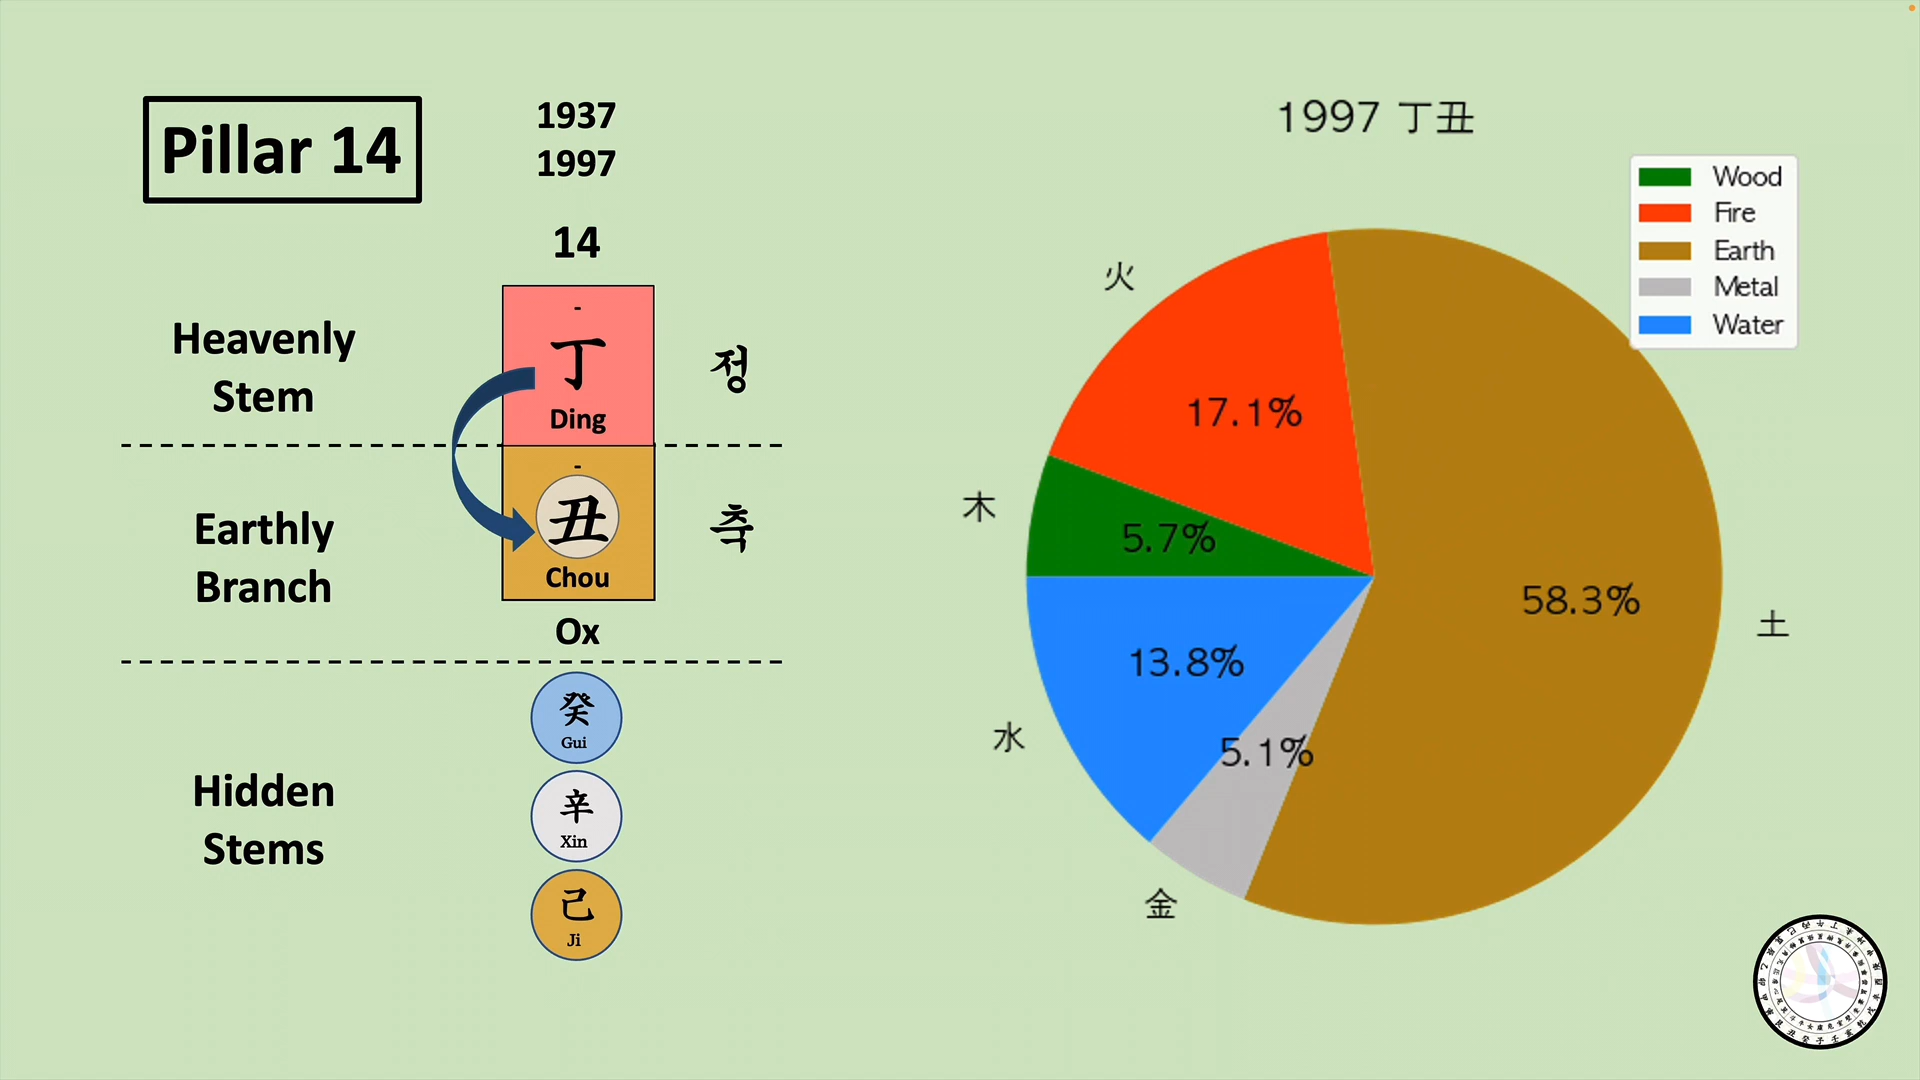 Pillar 14
1937
1997
14
Heavenly
Stem
-
丁
Ding
정
Earthly
Branch
-
丑
Chou
축
Ox
Hidden
Stems
癸
Gui
辛
Xin
己
Ji
1997 丁丑
Wood
Fire
Earth
Metal
Water
火
17.1%
木
5.7%
58.3%
土
13.8%
水
5.1%
金